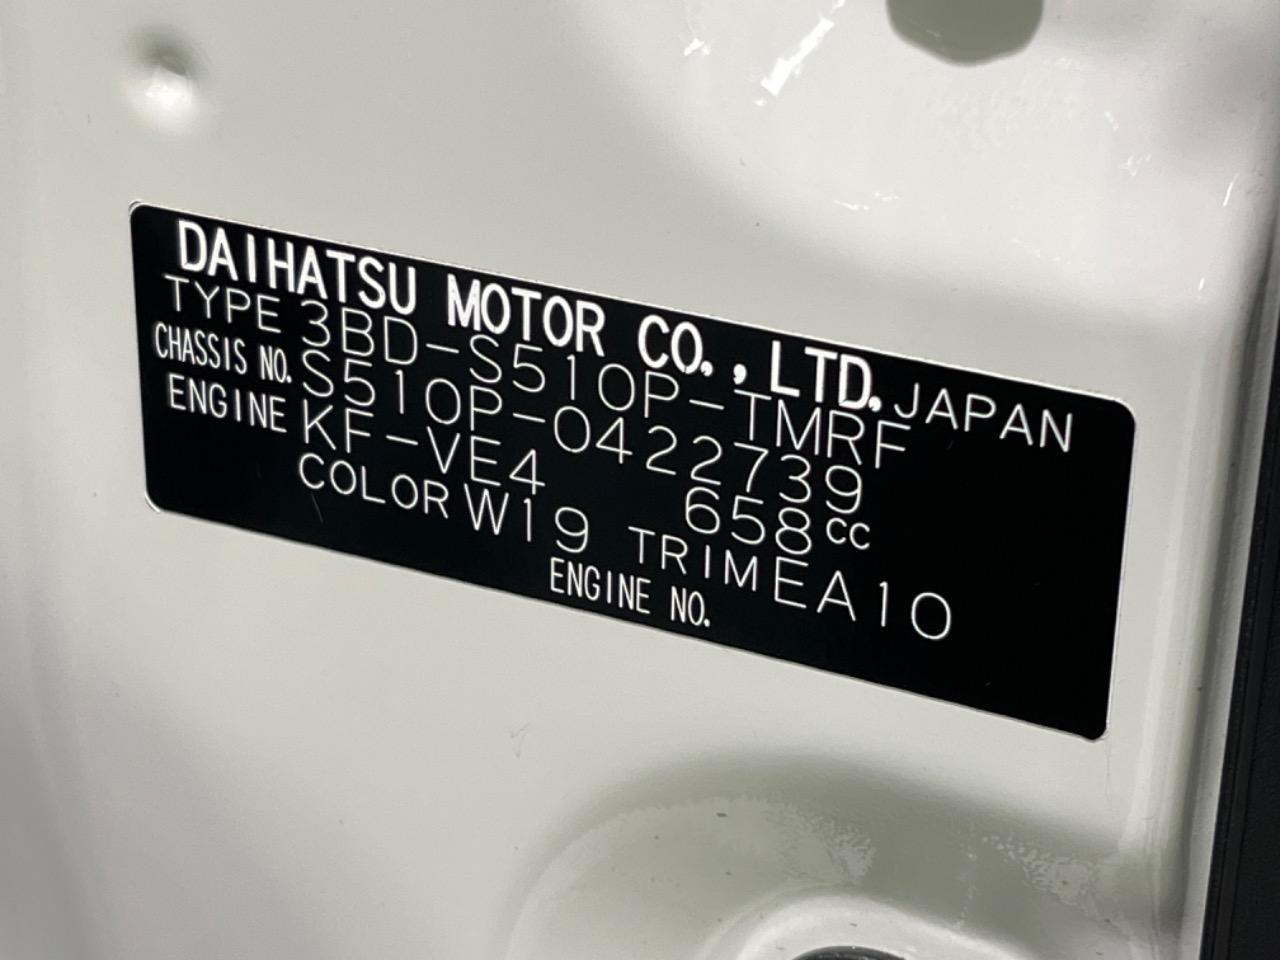 DAIHATSU MOTOR CO., LTD. JAPAN
TYPE 3BD-S510P-TMRF
CHASSIS NO. S510P-0422739
ENGINE KF-VE4 658cc
COLOR W19 TRIM EA10
ENGINE NO.